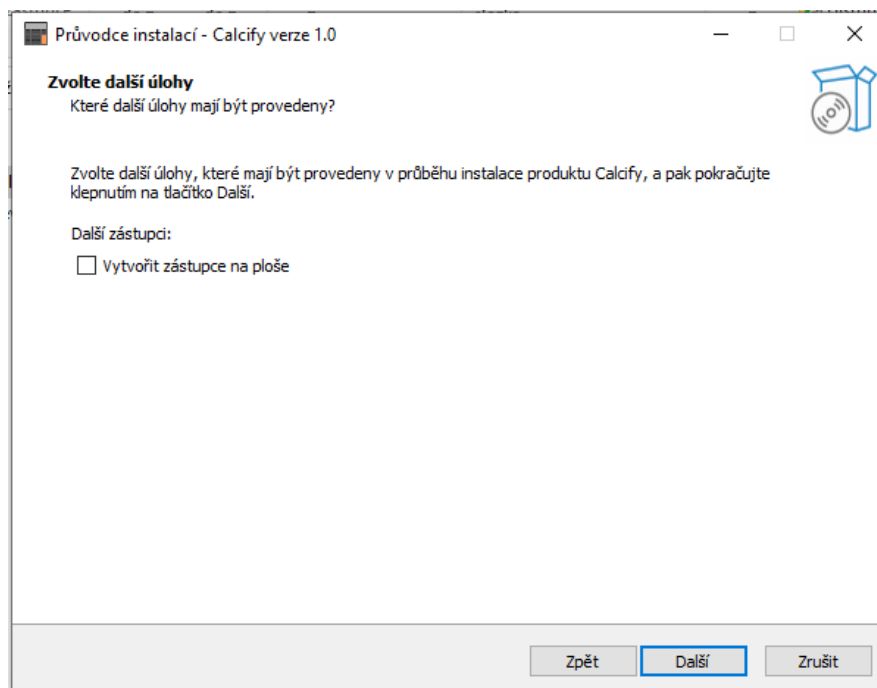 Průvodce instalací - Calcify verze 1.0
Zvolte další úlohy
Které další úlohy mají být provedeny?
Zvolte další úlohy, které mají být provedeny v průběhu instalace produktu Calcify, a pak pokračujte
klepnutím na tlačítko Další.
Další zástupci:
Vytvořit zástupce na ploše
Zpět
Další
Zrušit